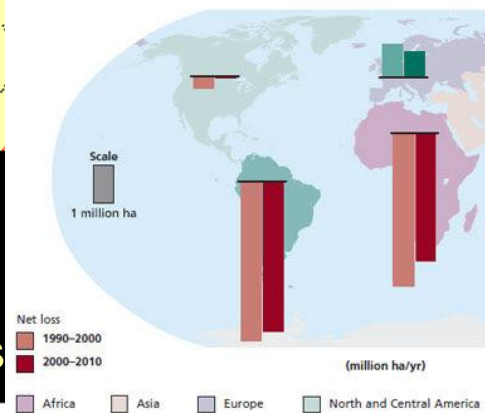 Scale
1 million ha
Net loss
1990–2000
2000–2010
(million ha/yr)
Africa
Asia
Europe
North and Central America